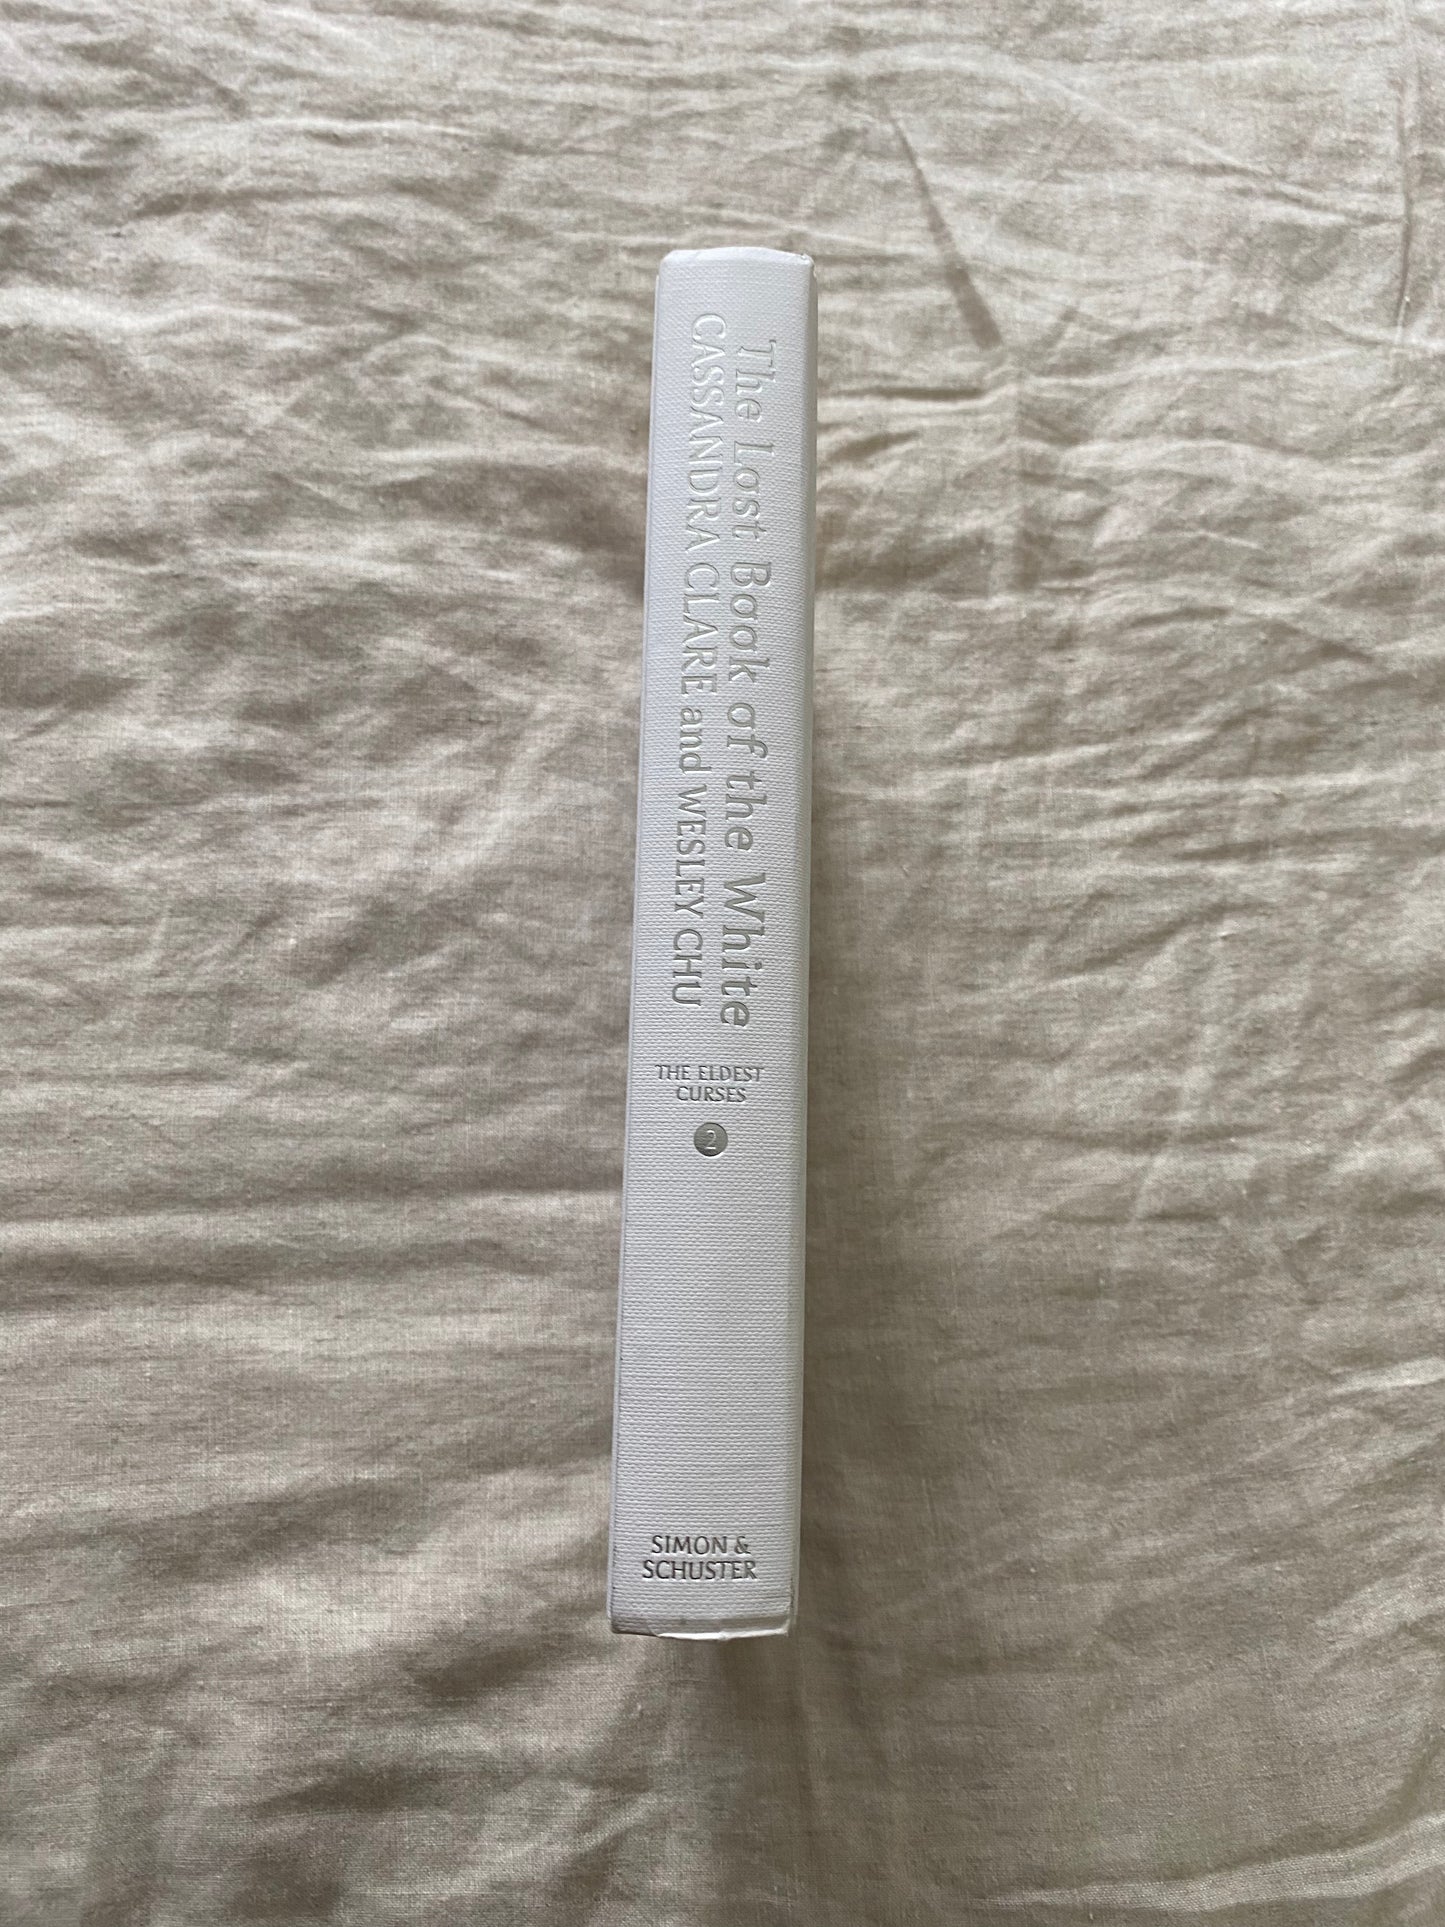 The Lost Book of the White
CASSANDRA CLARE and WESLEY CHU
THE ELDEST
CURSES
2
SIMON &
SCHUSTER